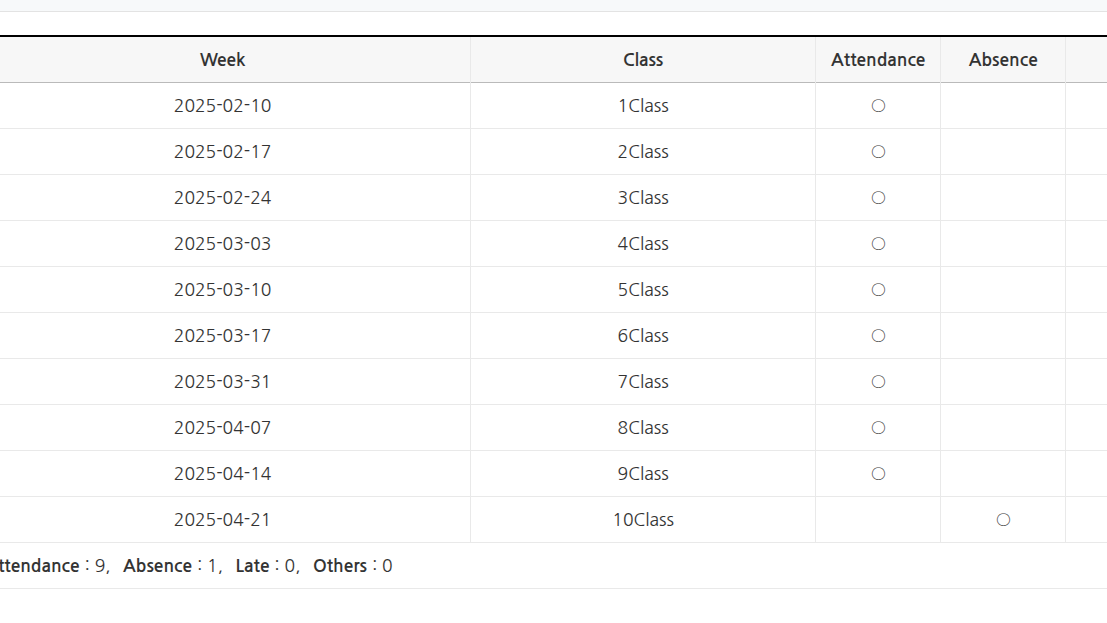 Week Class Attendance Absence
2025-02-10 1Class ○
2025-02-17 2Class ○
2025-02-24 3Class ○
2025-03-03 4Class ○
2025-03-10 5Class ○
2025-03-17 6Class ○
2025-03-31 7Class ○
2025-04-07 8Class ○
2025-04-14 9Class ○
2025-04-21 10Class ○
ttendance : 9, Absence : 1, Late : 0, Others : 0